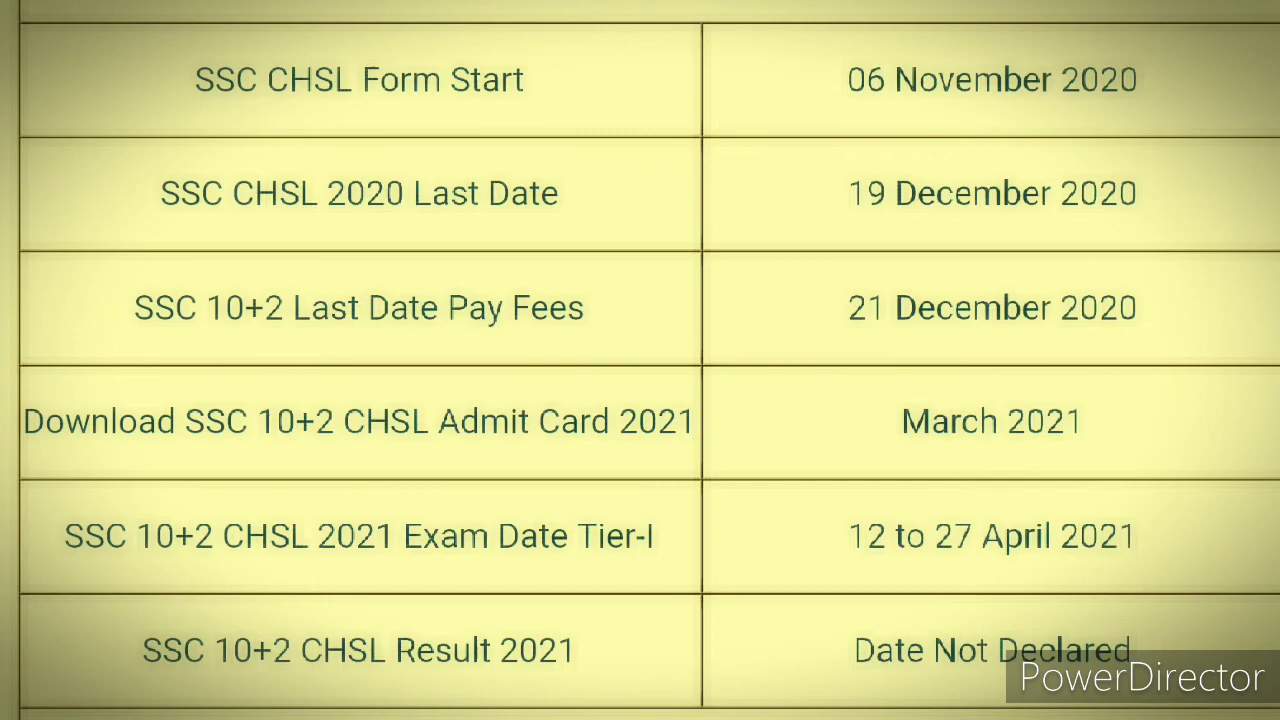 SSC CHSL Form Start 06 November 2020
SSC CHSL 2020 Last Date 19 December 2020
SSC 10+2 Last Date Pay Fees 21 December 2020
Download SSC 10+2 CHSL Admit Card 2021 March 2021
SSC 10+2 CHSL 2021 Exam Date Tier-I 12 to 27 April 2021
SSC 10+2 CHSL Result 2021 Date Not Declared
PowerDirector